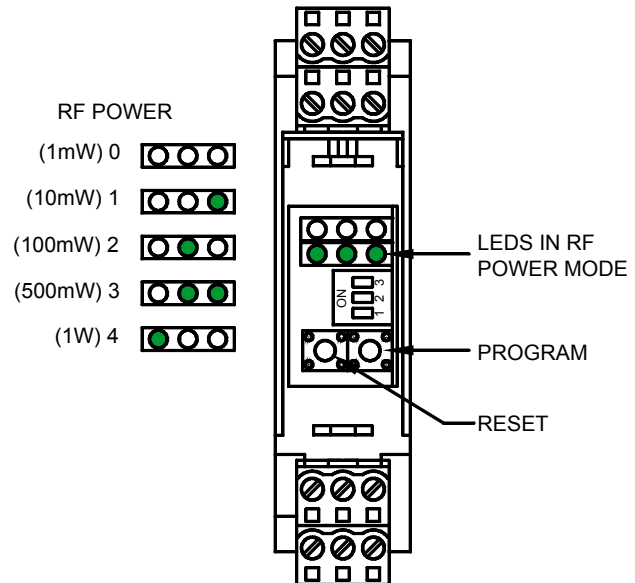 RF POWER
(1mW) 0
(10mW) 1
(100mW) 2
(500mW) 3
(1W) 4
LEDS IN RF
POWER MODE
ON
1 2 3
PROGRAM
RESET